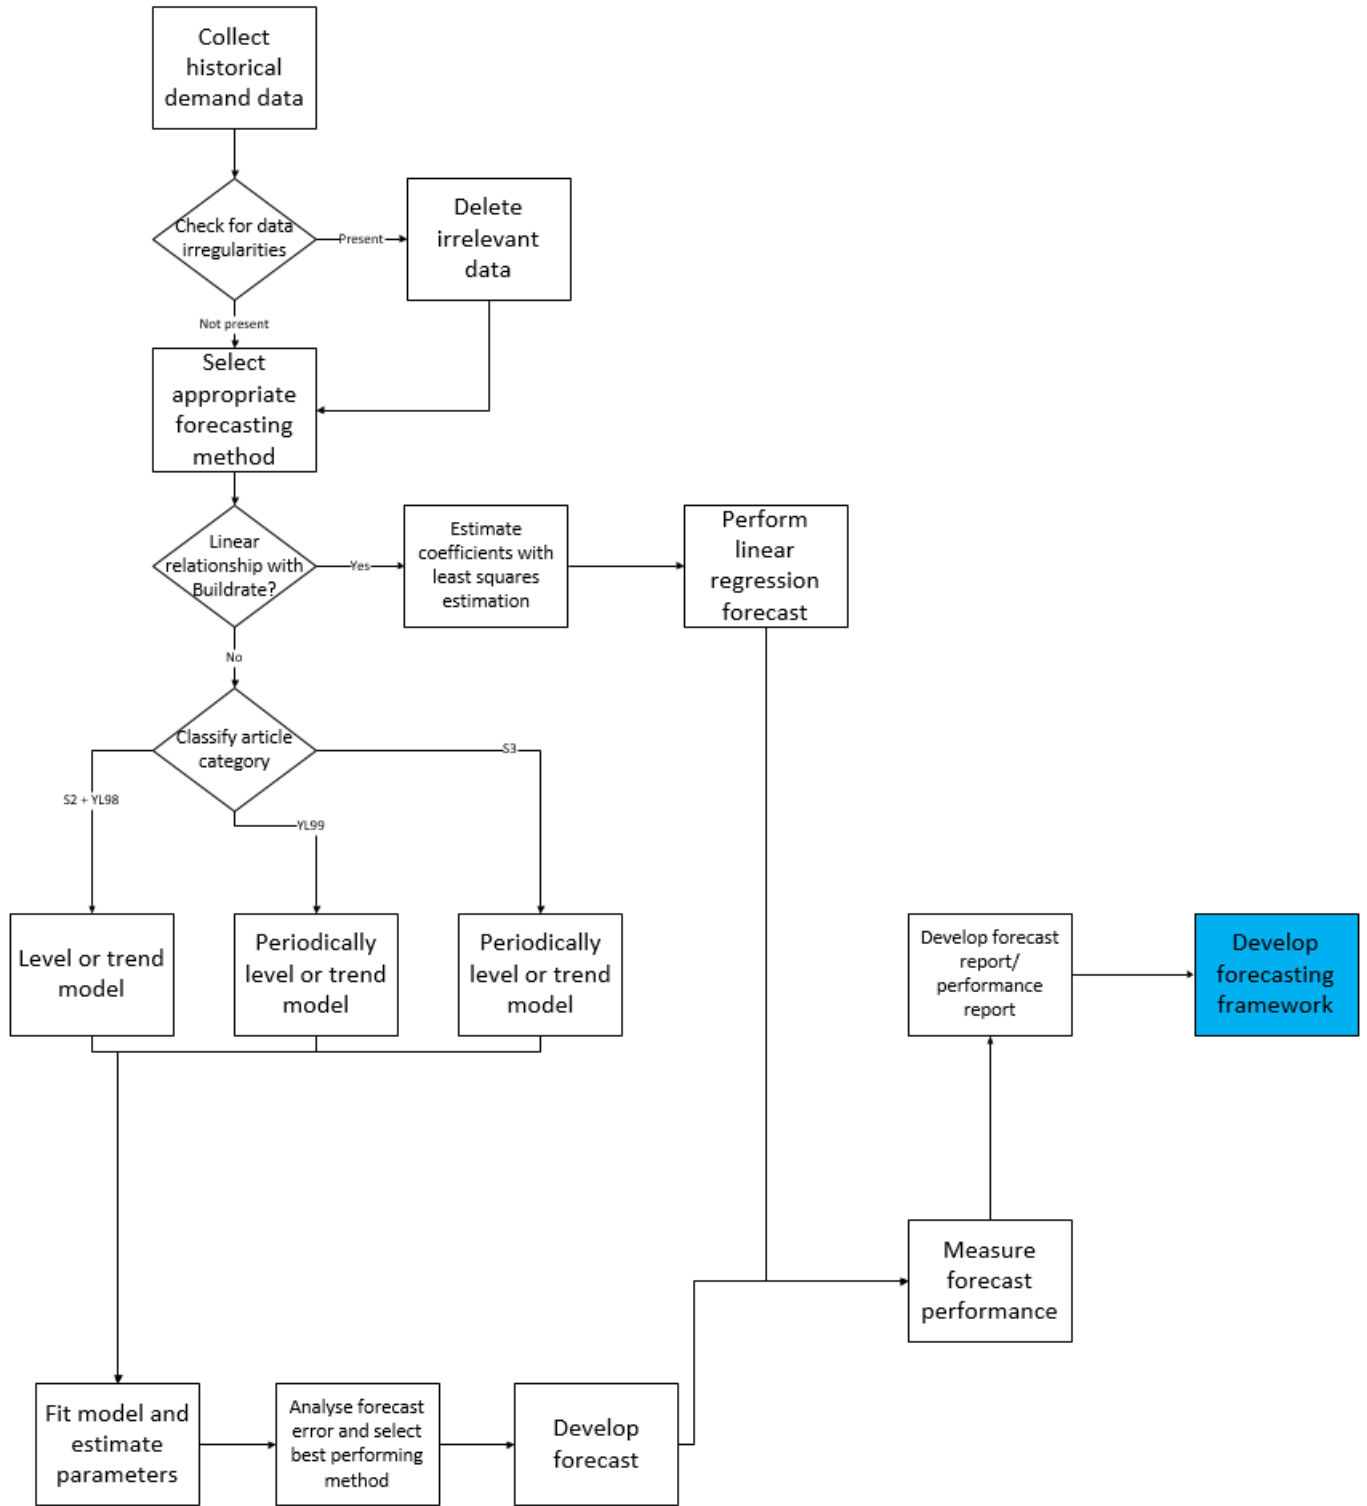 Collect
historical
demand data
Check for data
irregularities
Present
Delete
irrelevant
data
Not present
Select
appropriate
forecasting
method
Linear
relationship with
Buildrate?
Yes
Estimate
coefficients with
least squares
estimation
Perform
linear
regression
forecast
No
Classify article
category
S3
S2 + YL98
YL99
Level or trend
model
Periodically
level or trend
model
Periodically
level or trend
model
Develop forecast
report/
performance
report
Develop
forecasting
framework
Measure
forecast
performance
Fit model and
estimate
parameters
Analyse forecast
error and select
best performing
method
Develop
forecast